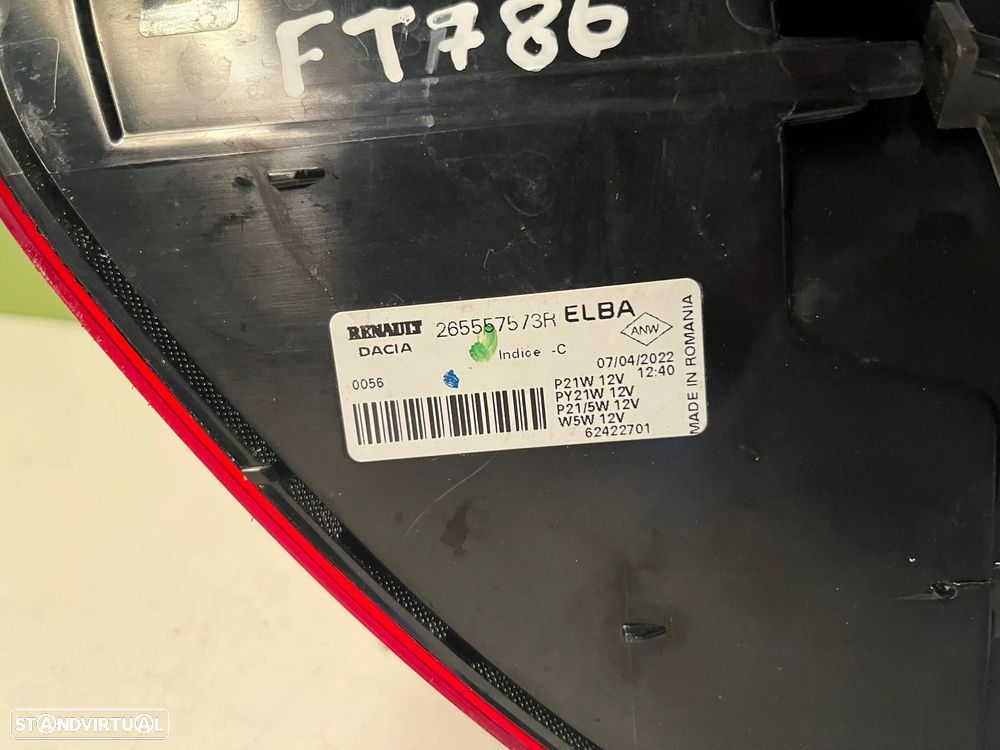 FT786
RENAULT 265557573R ELBA
DACIA
Indice -C
ANW
0056
07/04/2022
12:40
P21W 12V
PY21W 12V
P21/5W 12V
W5W 12V
62422701
MADE IN ROMANIA
STANDVIRTUAL